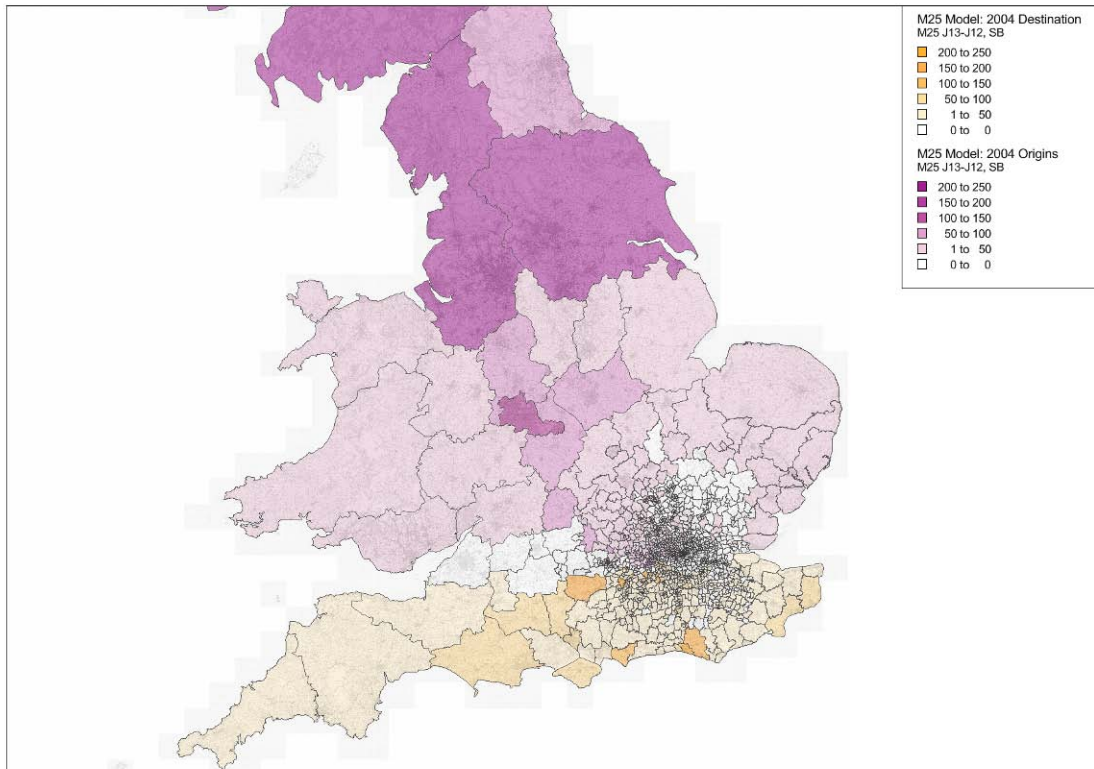 M25 Model: 2004 Destination
M25 J13-J12, SB
200 to 250
150 to 200
100 to 150
50 to 100
1 to 50
0 to 0
M25 Model: 2004 Origins
M25 J13-J12, SB
200 to 250
150 to 200
100 to 150
50 to 100
1 to 50
0 to 0